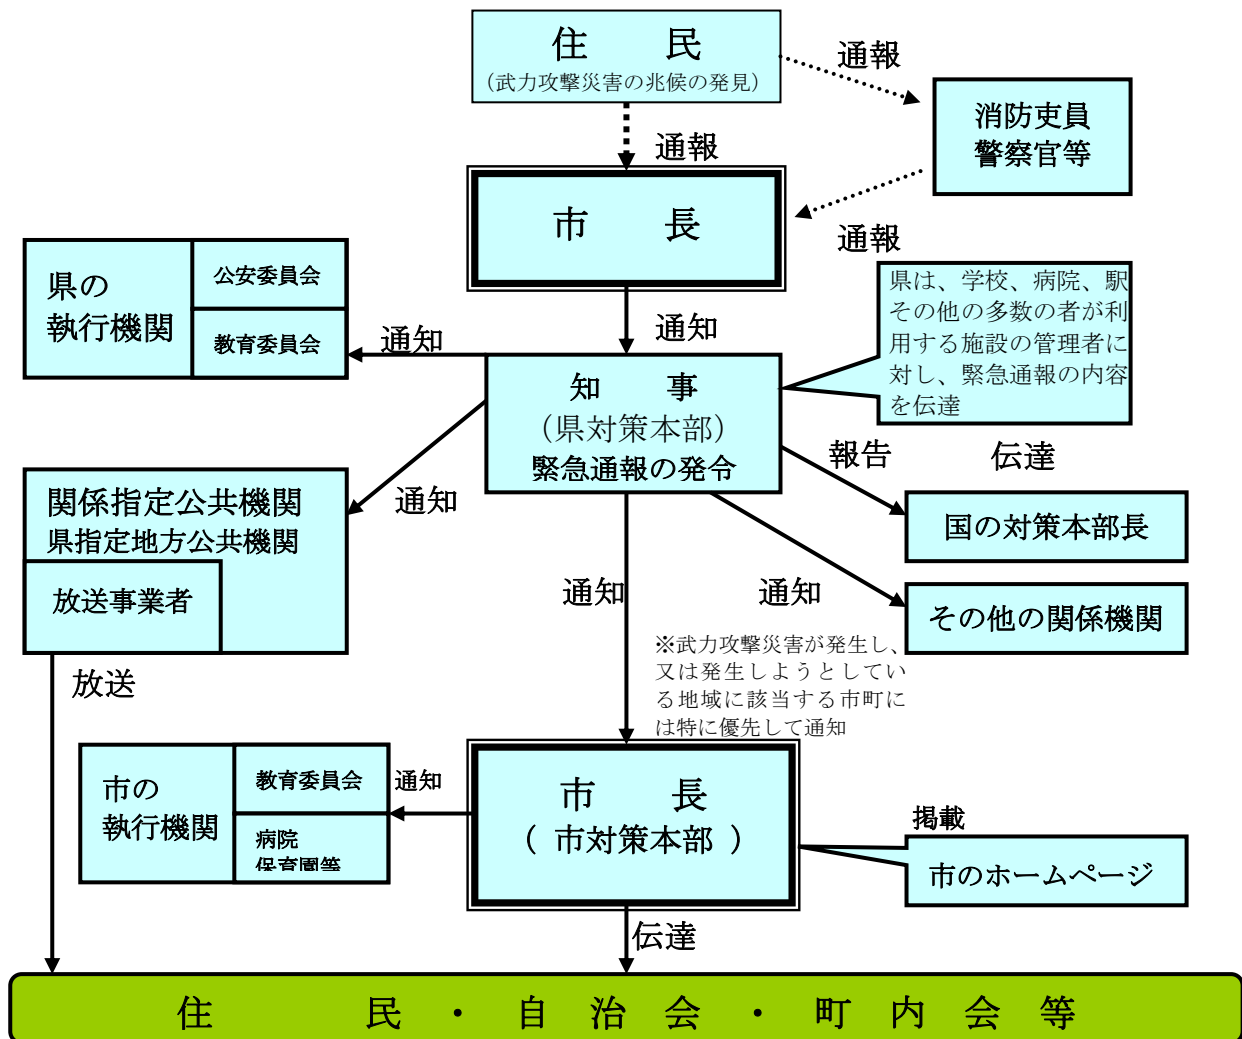 住　民
（武力攻撃災害の兆候の発見）
通報
消防吏員
警察官等
通報
市　長
通報
県の
執行機関
公安委員会
教育委員会
通知
通知
県は、学校、病院、駅
その他の多数の者が利
用する施設の管理者に
対し、緊急通報の内容
を伝達
知　事
（県対策本部）
緊急通報の発令
報告
伝達
関係指定公共機関
県指定地方公共機関
放送事業者
通知
国の対策本部長
通知
通知
その他の関係機関
※武力攻撃災害が発生し、
又は発生しようとしてい
る地域に該当する市町に
は特に優先して通知
放送
市の
執行機関
教育委員会
病院
保育園等
通知
市　長
（ 市対策本部 ）
掲載
市のホームページ
伝達
住　民・自治会・町内会等